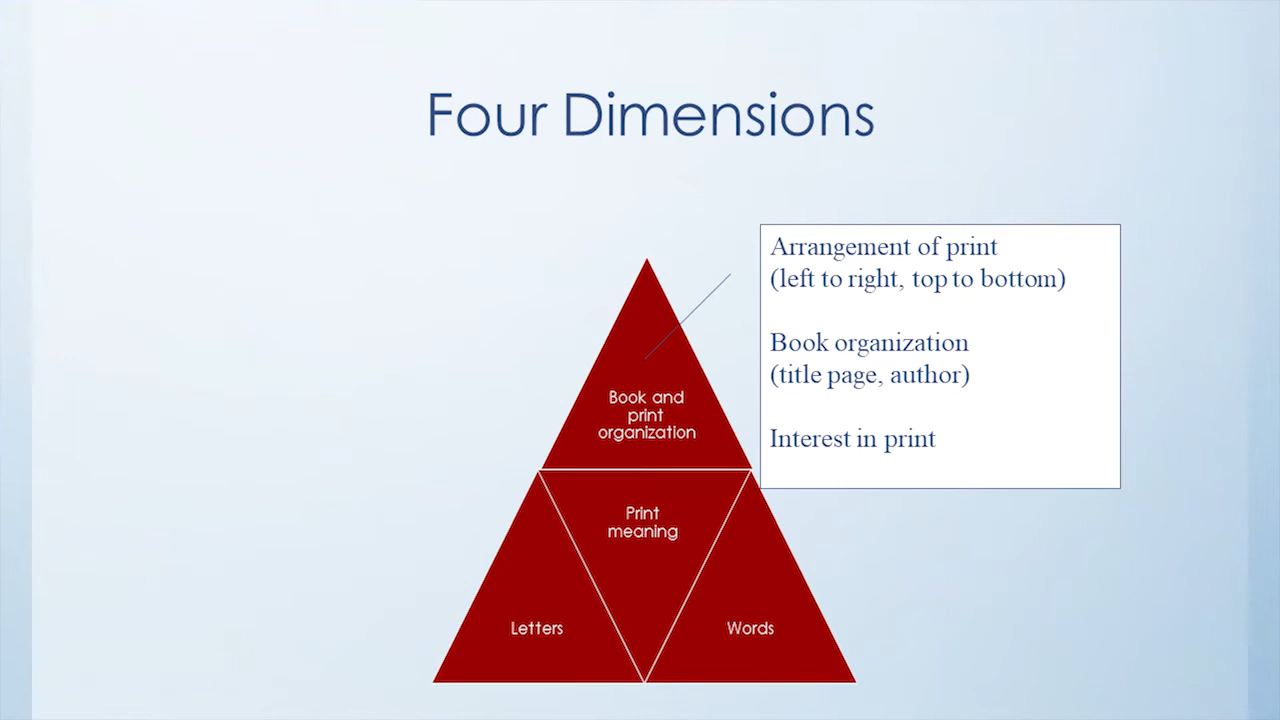 Four Dimensions
Arrangement of print
(left to right, top to bottom)
Book organization
(title page, author)
Interest in print
Book and
print
organization
Print
meaning
Letters
Words